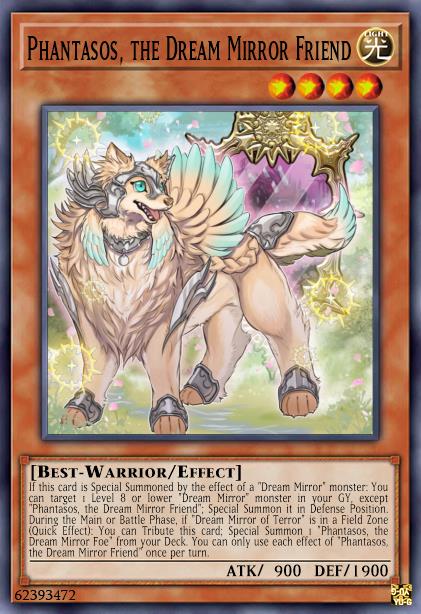 PHANTASOS, THE DREAM MIRROR FRIEND
LIGHT
光
[BEST-WARRIOR/EFFECT]
If this card is Special Summoned by the effect of a "Dream Mirror" monster: You
can target 1 Level 8 or lower "Dream Mirror" monster in your GY, except
"Phantasos, the Dream Mirror Friend"; Special Summon it in Defense Position.
During the Main or Battle Phase, if "Dream Mirror of Terror" is in a Field Zone
(Quick Effect): You can Tribute this card; Special Summon 1 "Phantasos, the
Dream Mirror Foe" from your Deck. You can only use each effect of "Phantasos,
the Dream Mirror Friend" once per turn.
ATK/ 900 DEF/1900
62393472